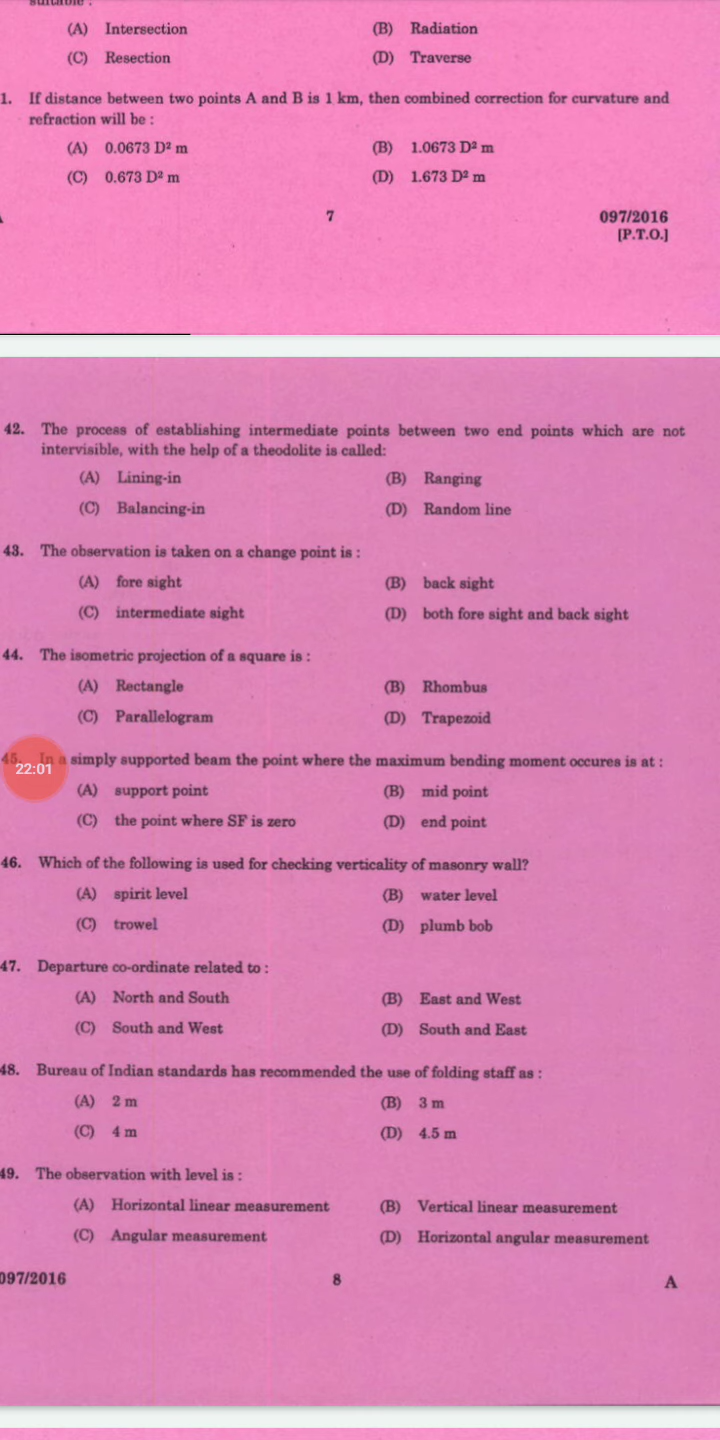 suitable :
(A) Intersection (B) Radiation
(C) Resection (D) Traverse
1. If distance between two points A and B is 1 km, then combined correction for curvature and
refraction will be :
(A) 0.0673 D² m (B) 1.0673 D² m
(C) 0.673 D² m (D) 1.673 D² m
7 097/2016
[P.T.O.]
42. The process of establishing intermediate points between two end points which are not
intervisible, with the help of a theodolite is called:
(A) Lining-in (B) Ranging
(C) Balancing-in (D) Random line
43. The observation is taken on a change point is :
(A) fore sight (B) back sight
(C) intermediate sight (D) both fore sight and back sight
44. The isometric projection of a square is :
(A) Rectangle (B) Rhombus
(C) Parallelogram (D) Trapezoid
45. In a simply supported beam the point where the maximum bending moment occures is at :
22:01
(A) support point (B) mid point
(C) the point where SF is zero (D) end point
46. Which of the following is used for checking verticality of masonry wall?
(A) spirit level (B) water level
(C) trowel (D) plumb bob
47. Departure co-ordinate related to :
(A) North and South (B) East and West
(C) South and West (D) South and East
48. Bureau of Indian standards has recommended the use of folding staff as :
(A) 2 m (B) 3 m
(C) 4 m (D) 4.5 m
49. The observation with level is :
(A) Horizontal linear measurement (B) Vertical linear measurement
(C) Angular measurement (D) Horizontal angular measurement
097/2016 8 A